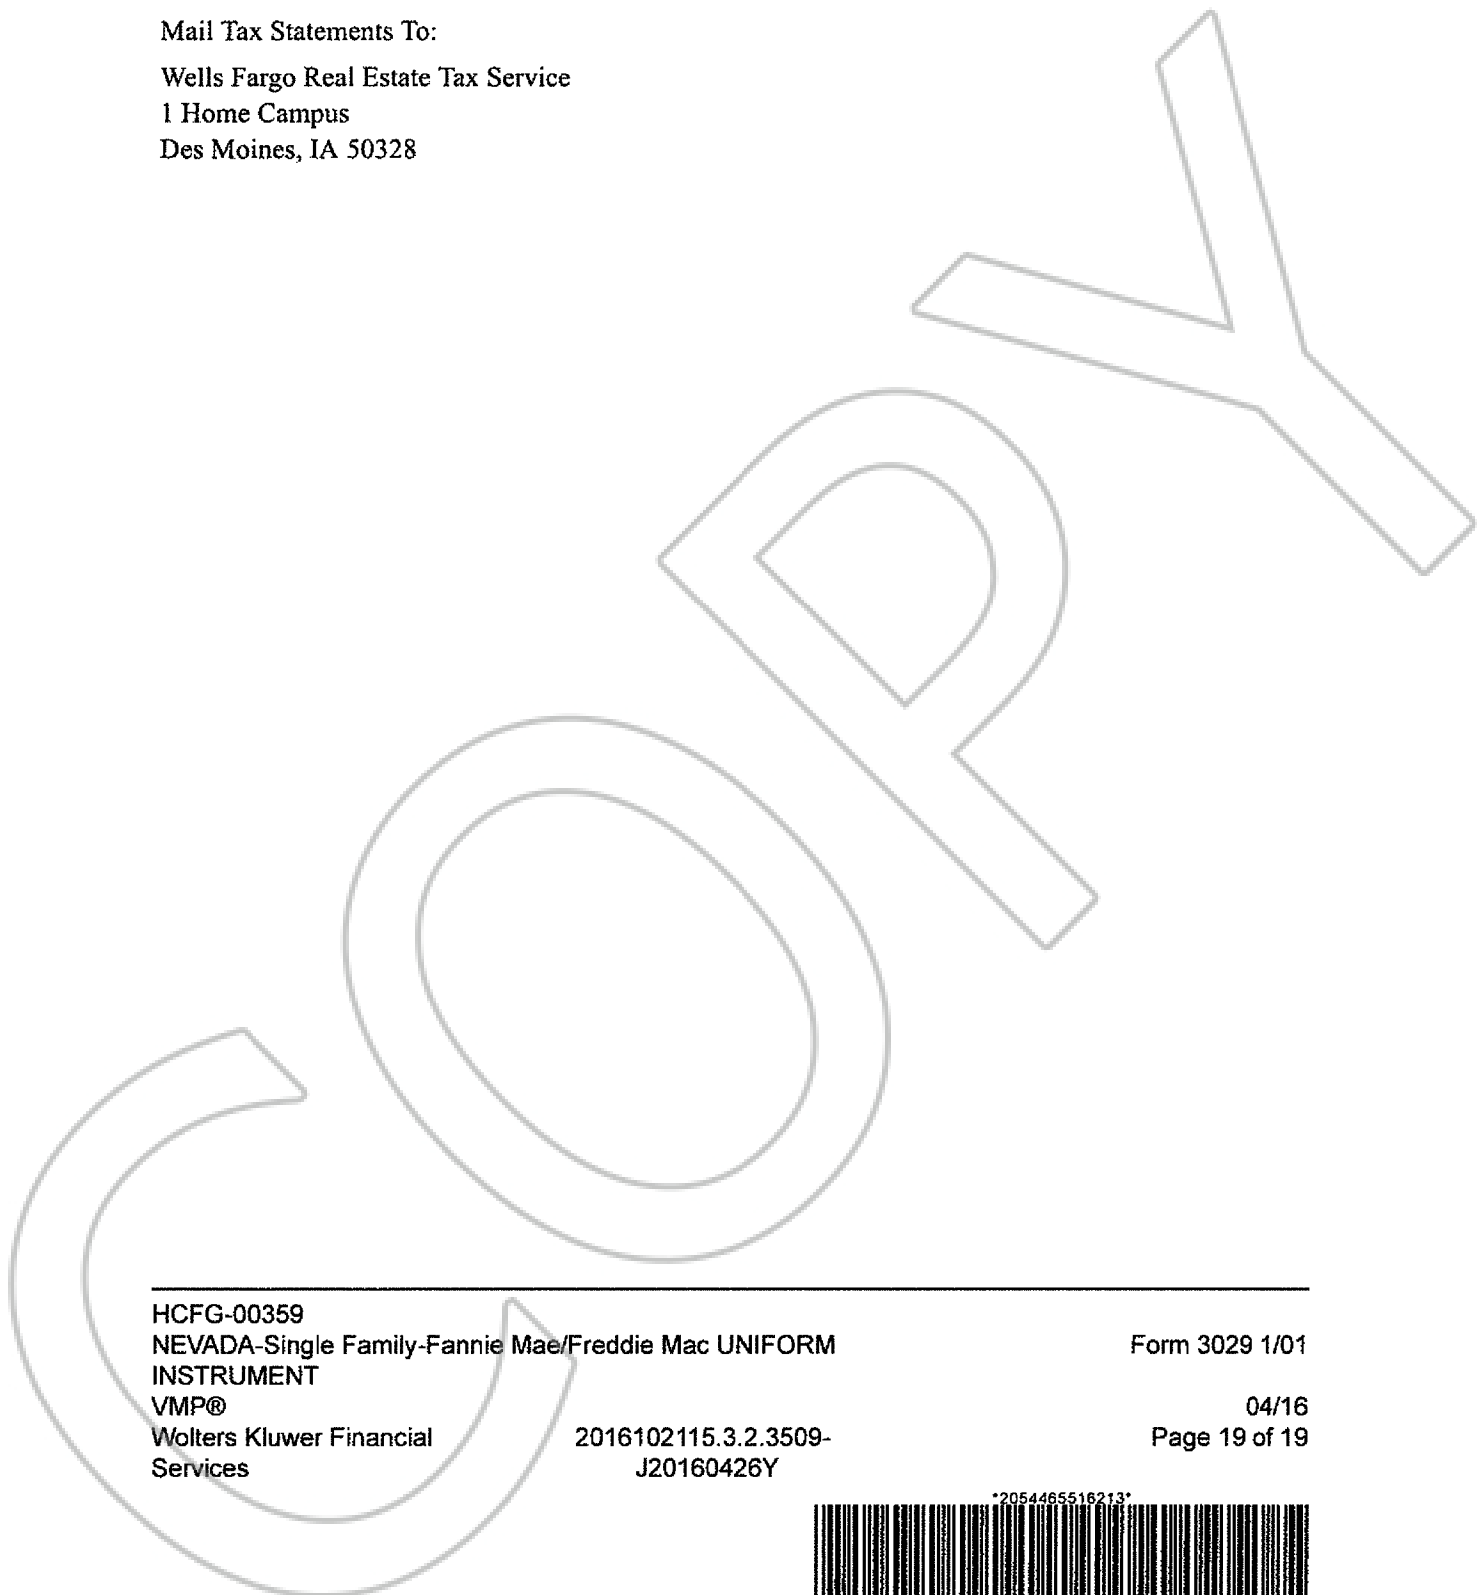 Mail Tax Statements To:
Wells Fargo Real Estate Tax Service
1 Home Campus
Des Moines, IA 50328
COPY
HCFG-00359
NEVADA-Single Family-Fannie Mae/Freddie Mac UNIFORM Form 3029 1/01
INSTRUMENT
VMP® 04/16
Wolters Kluwer Financial 2016102115.3.2.3509- Page 19 of 19
Services J20160426Y
*2054465516213*